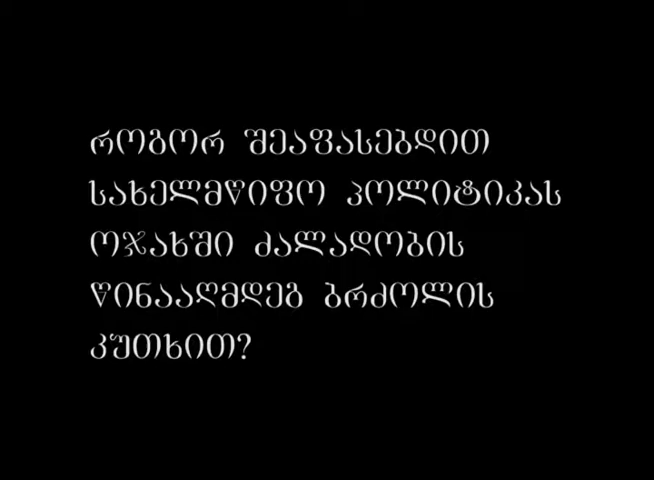 როგორ შეაფასებდით
სახელმწიფო პოლიტიკას
ოჯახში ძალადობის
წინააღმდეგ ბრძოლის
კუთხით?